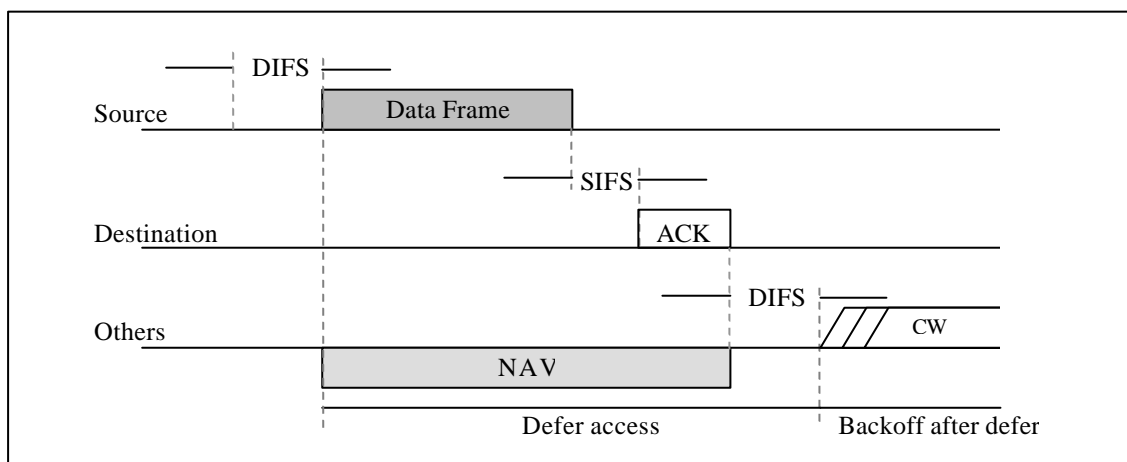 DIFS
Source
Data Frame
SIFS
Destination
ACK
DIFS
Others
CW
NAV
Defer access
Backoff after defer